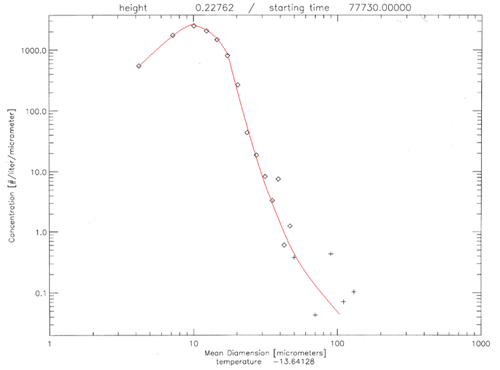 height 0.22762 / starting time 77730.00000
1000.0
100.0
10.0
1.0
0.1
Concentration [#/liter/micrometer]
1 10 100 1000
Mean Diamension [micrometers]
temperature -13.64128